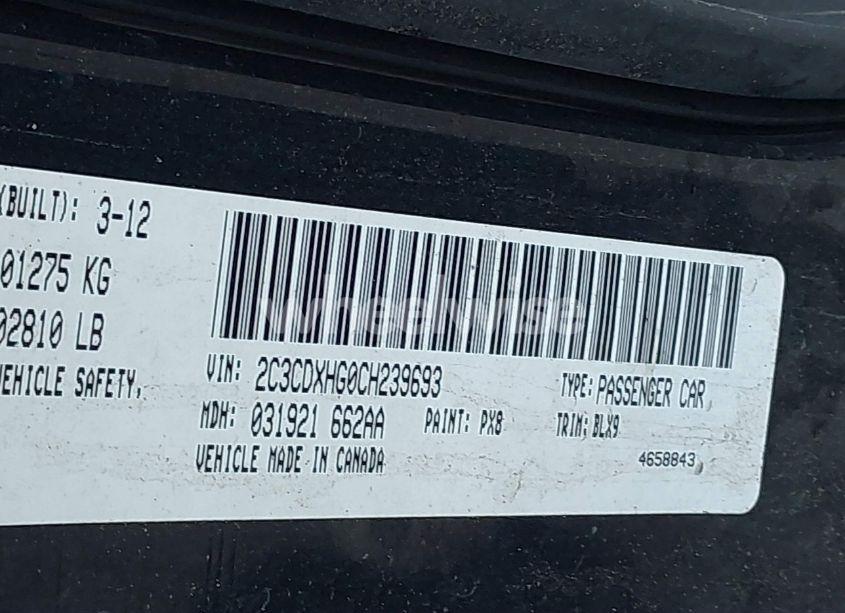 (BUILT): 3-12
01275 KG
02810 LB
VEHICLE SAFETY,
wheelwise
VIN: 2C3CDXHG0CH239693
TYPE: PASSENGER CAR
MDH: 031921 662AA PAINT: PX8 TRIM: BLX9
VEHICLE MADE IN CANADA
4658843